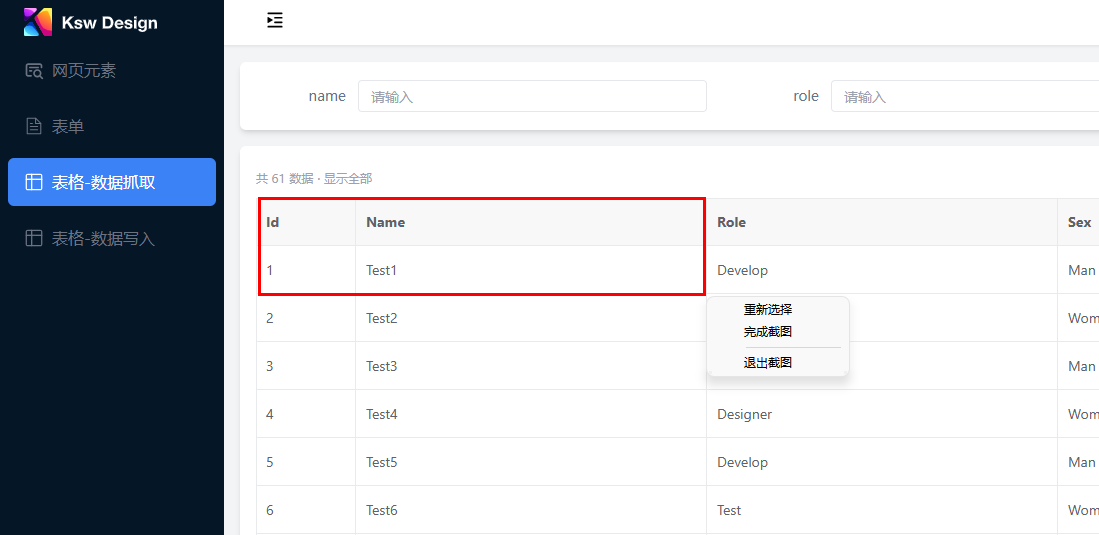 Ksw Design
网页元素
表单
表格-数据抓取
表格-数据写入
name 请输入 role 请输入
共 61 数据 · 显示全部
Id Name Role Sex
1 Test1 Develop Man
2 Test2 Wom
3 Test3 Man
4 Test4 Designer Wom
5 Test5 Develop Man
6 Test6 Test Wom
重新选择
完成截图
退出截图